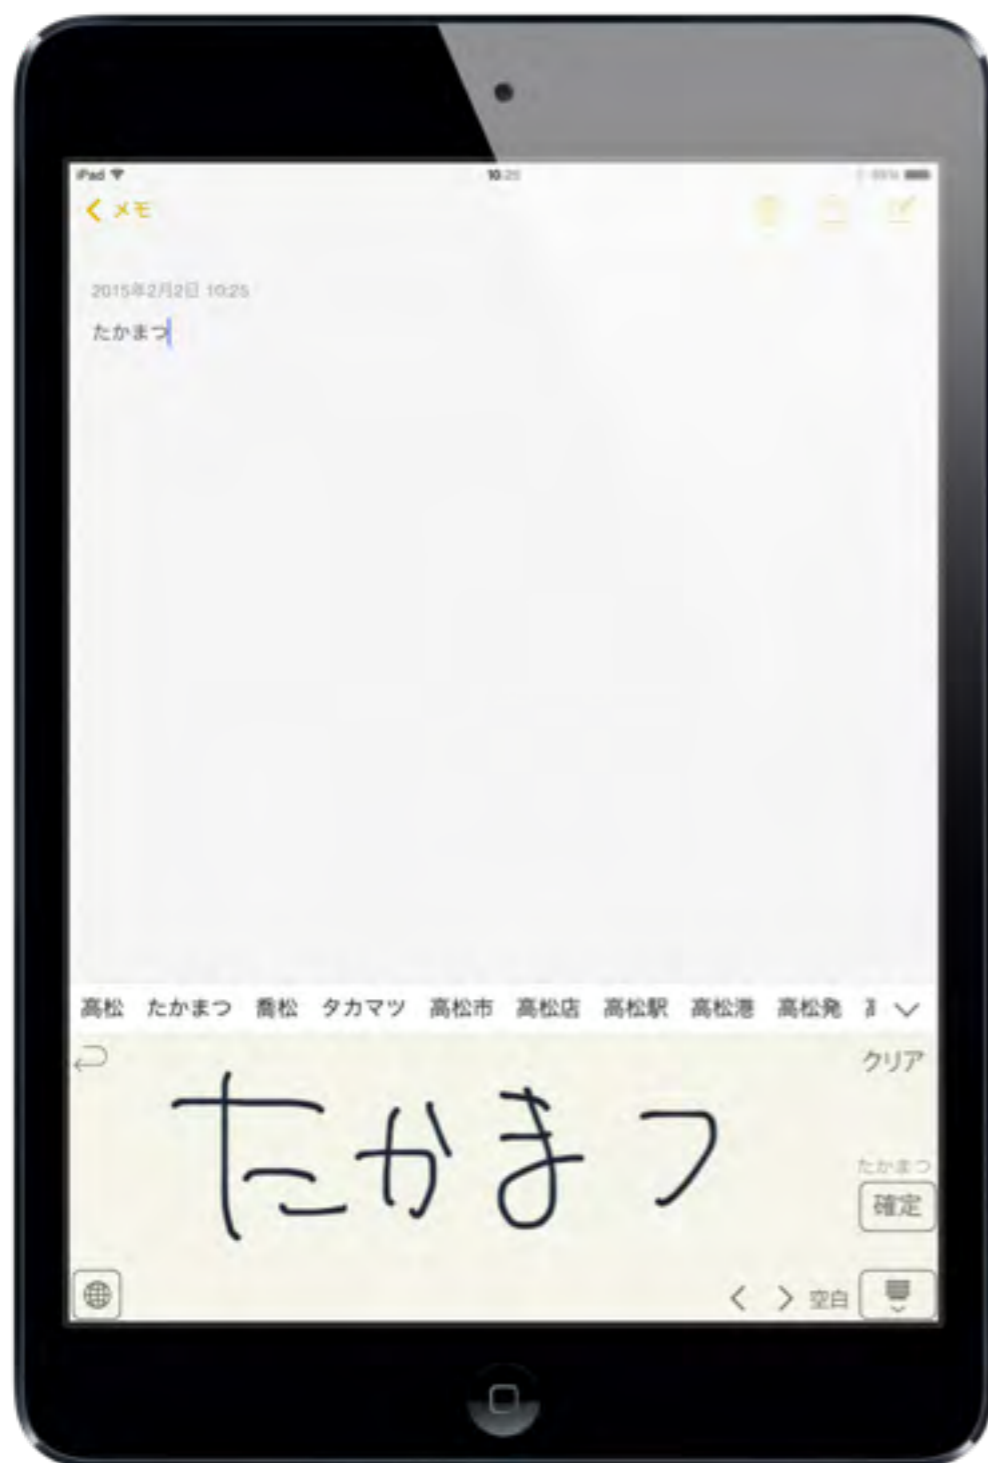 iPad
10:25
メモ
2015年2月2日 10:25
たかまつ
高松 たかまつ 喬松 タカマツ 高松市 高松店 高松駅 高松港 高松発
クリア
たかまつ
たかまつ
確定
空白